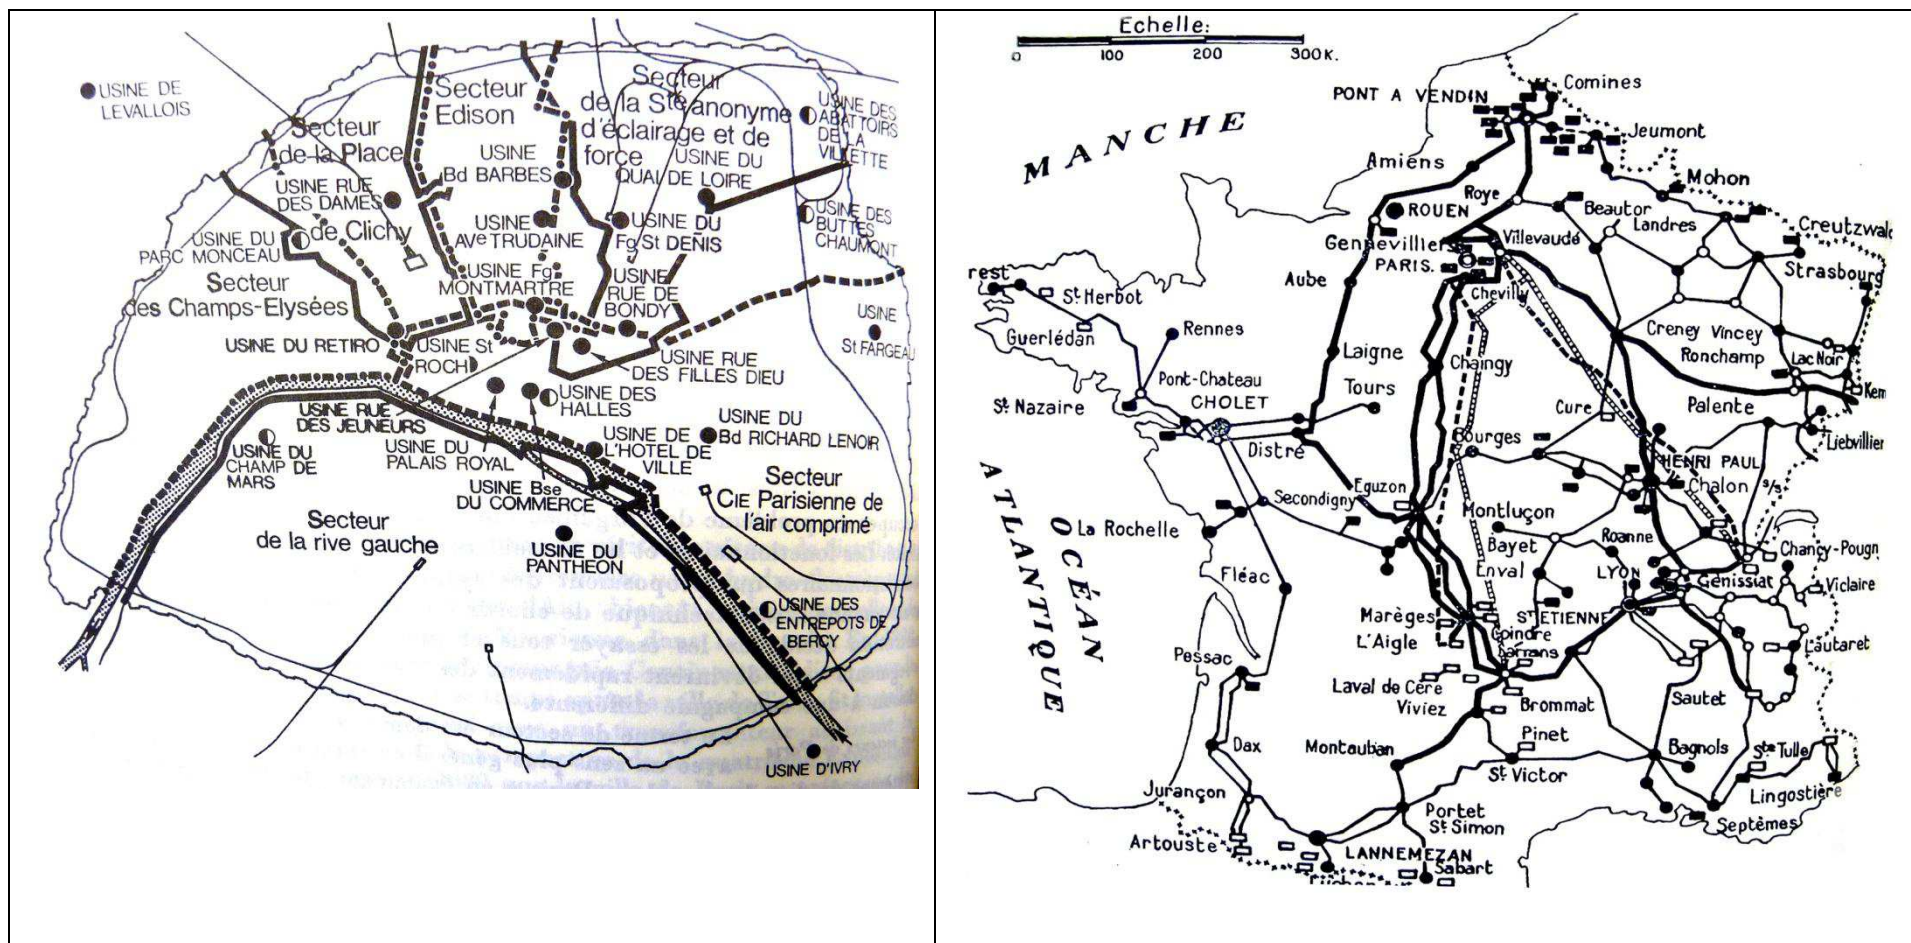 USINE DE
LEVALLOIS
Secteur
de la Place
de Clichy
Secteur
Edison
Secteur
de la Sté anonyme
d'éclairage et de
force
USINE DES
ABATTOIRS
DE LA
VILLETTE
USINE RUE
DES DAMES
USINE
Bd BARBES
USINE DU
QUAI DE LOIRE
USINE DU
PARC MONCEAU
USINE
AVe TRUDAINE
USINE DU
Fg St DENIS
USINE DES
BUTTES
CHAUMONT
Secteur
des Champs-Elysées
USINE Fg
MONTMARTRE
USINE
RUE DE
BONDY
USINE
St FARGEAU
USINE DU RETIRO
USINE St
ROCH
USINE RUE
DES FILLES DIEU
USINE RUE
DES JEUNEURS
USINE DES
HALLES
USINE DU
Bd RICHARD LENOIR
USINE DU
CHAMP DE
MARS
USINE DU
PALAIS ROYAL
USINE DE
L'HOTEL DE
VILLE
USINE Bse
DU COMMERCE
Secteur
CIE Parisienne de
l'air comprimé
Secteur
de la rive gauche
USINE DU
PANTHEON
USINE DES
ENTREPOTS DE
BERCY
USINE D'IVRY
Echelle:
0 100 200 300 K.
MANCHE
PONT A VENDIN
Comines
Jeumont
Amiens
Mohon
Roye
ROUEN
Beautor
Landres
Creutzwald
Gennevilliers
Villevaudé
PARIS.
Strasbourg
rest
St Herbot
Aube
Chevilly
Guerlédan
Rennes
Creney
Vincey
Ronchamp
Lac Noir
Laigne
Chaingy
Kem
Pont-Chateau
Tours
St Nazaire
CHOLET
Cure
Palente
Bourges
Liebvillier
Distré
HENRI PAUL
Chalon
s/s
ATLANTIQUE
OCÉAN
Secondigny
Eguzon
Montluçon
La Rochelle
Bayet
Roanne
Chancy-Pougn
Enval
LYON
Génissiat
Viclaire
Fléac
Marèges
ST ETIENNE
L'Aigle
Coindre
Sarrans
Lautaret
Pessac
Laval de Cère
Viviez
Brommat
Sautet
Dax
Montauban
Pinet
Bagnols
Ste Tulle
St Victor
Jurançon
Lingostière
Portet
St Simon
Septèmes
Artouste
LANNEMEZAN
Sabart